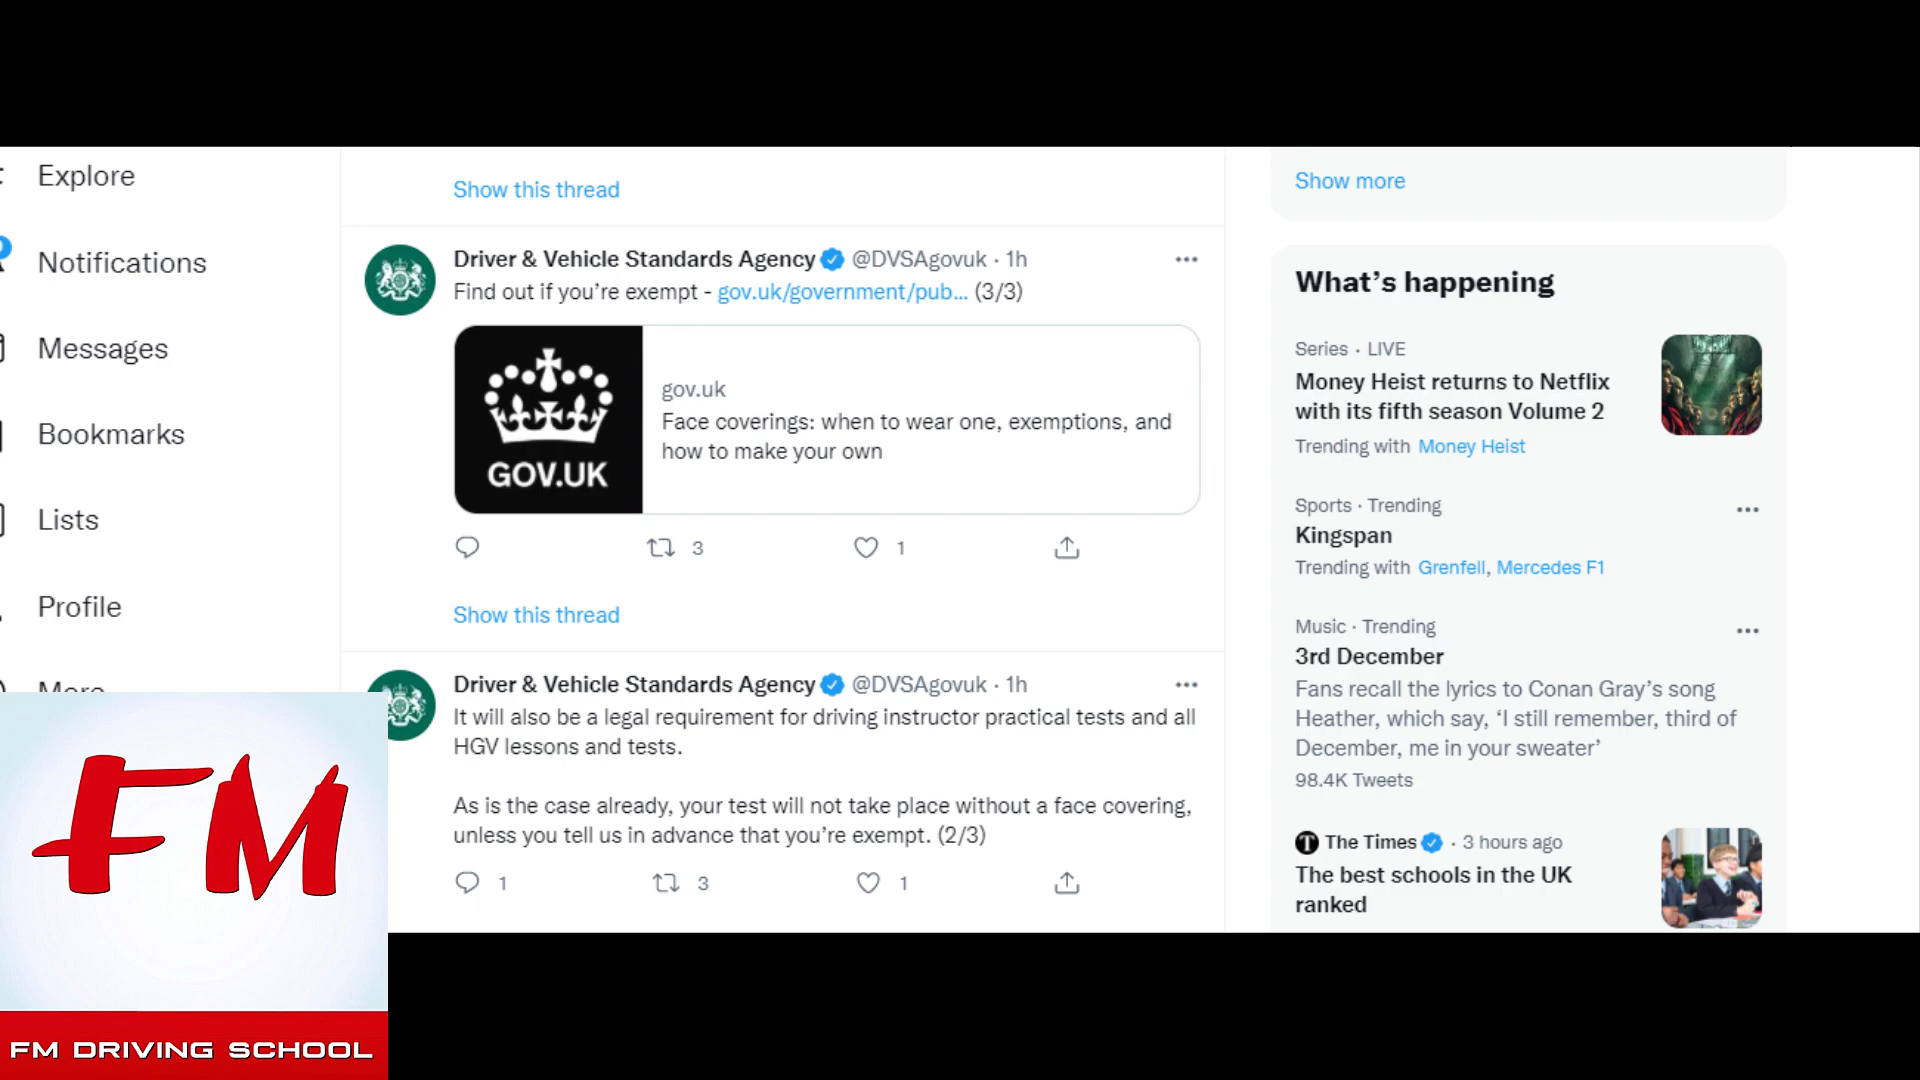 Explore
Notifications
Messages
Bookmarks
Lists
Profile
More
Show this thread
Driver & Vehicle Standards Agency @DVSAgovuk · 1h
Find out if you’re exempt - gov.uk/government/pub... (3/3)
GOV.UK
gov.uk
Face coverings: when to wear one, exemptions, and
how to make your own
3
1
Show this thread
Driver & Vehicle Standards Agency @DVSAgovuk · 1h
It will also be a legal requirement for driving instructor practical tests and all
HGV lessons and tests.
As is the case already, your test will not take place without a face covering,
unless you tell us in advance that you’re exempt. (2/3)
1
3
1
Show more
What’s happening
Series · LIVE
Money Heist returns to Netflix
with its fifth season Volume 2
Trending with Money Heist
Sports · Trending
Kingspan
Trending with Grenfell, Mercedes F1
Music · Trending
3rd December
Fans recall the lyrics to Conan Gray’s song
Heather, which say, ‘I still remember, third of
December, me in your sweater’
98.4K Tweets
The Times · 3 hours ago
The best schools in the UK
ranked
FM
FM DRIVING SCHOOL